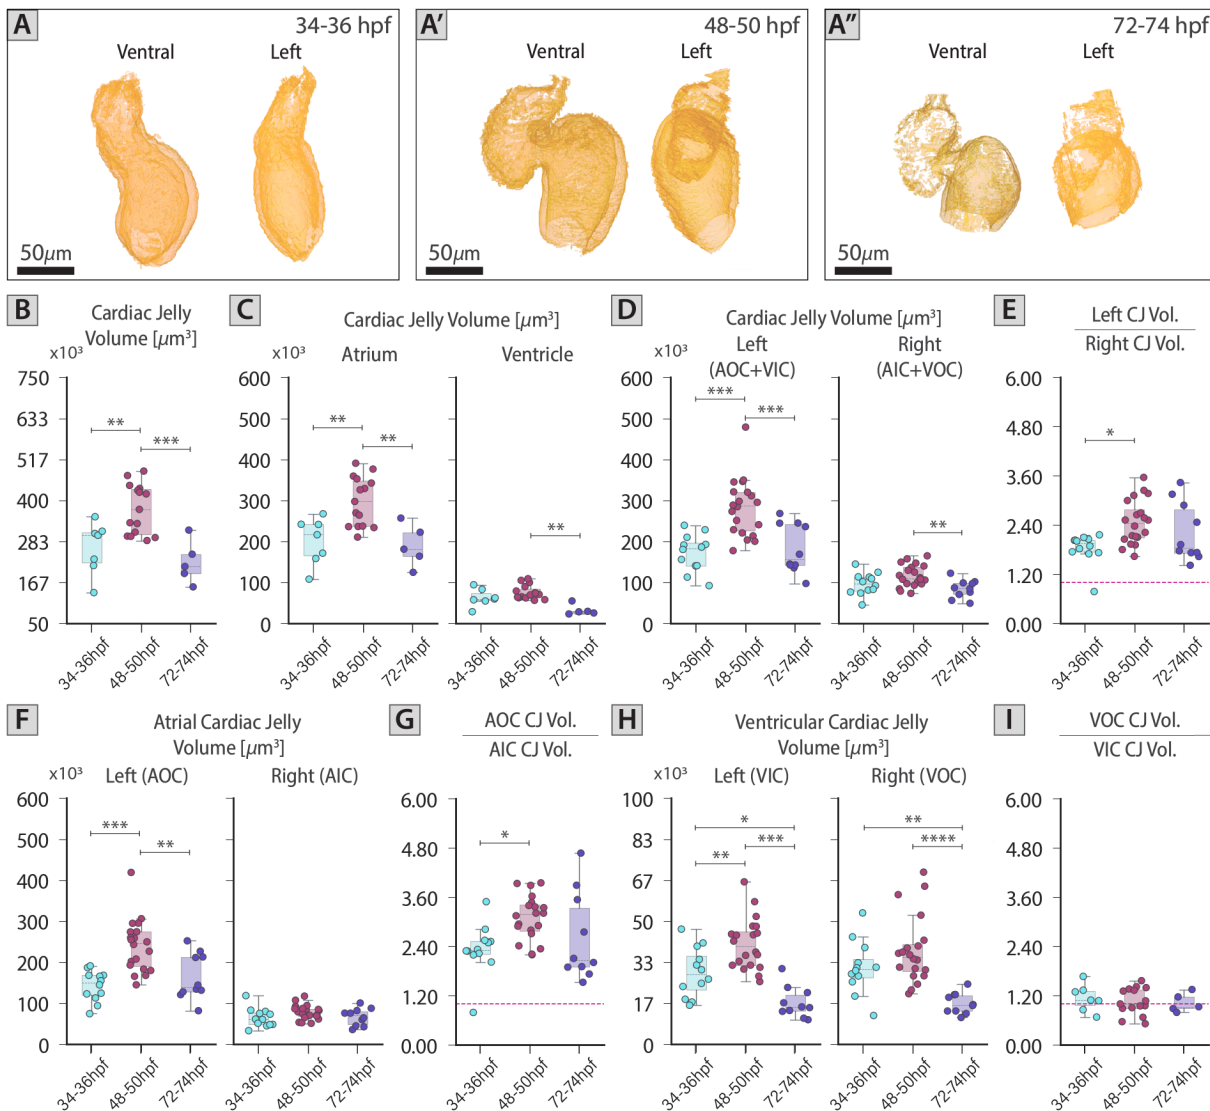 A
34-36 hpf
Ventral
Left
50μm
A'
48-50 hpf
Ventral
Left
50μm
A''
72-74 hpf
Ventral
Left
50μm
B
Cardiac Jelly
Volume [μm³]
x10³
750
633
517
400
283
167
50
**
***
34-36hpf
48-50hpf
72-74hpf
C
Cardiac Jelly Volume [μm³]
x10³
Atrium
Ventricle
600
500
400
300
200
100
0
**
**
**
34-36hpf
48-50hpf
72-74hpf
34-36hpf
48-50hpf
72-74hpf
D
Cardiac Jelly Volume [μm³]
x10³
Left
(AOC+VIC)
Right
(AIC+VOC)
600
500
400
300
200
100
0
***
***
**
34-36hpf
48-50hpf
72-74hpf
34-36hpf
48-50hpf
72-74hpf
E
Left CJ Vol.
Right CJ Vol.
6.00
4.80
3.60
2.40
1.20
0.00
*
34-36hpf
48-50hpf
72-74hpf
F
Atrial Cardiac Jelly
Volume [μm³]
x10³
Left (AOC)
Right (AIC)
600
500
400
300
200
100
0
***
**
34-36hpf
48-50hpf
72-74hpf
34-36hpf
48-50hpf
72-74hpf
G
AOC CJ Vol.
AIC CJ Vol.
6.00
4.80
3.60
2.40
1.20
0.00
*
34-36hpf
48-50hpf
72-74hpf
H
Ventricular Cardiac Jelly
Volume [μm³]
x10³
Left (VIC)
Right (VOC)
100
83
67
50
33
17
0
*
***
**
**
****
34-36hpf
48-50hpf
72-74hpf
34-36hpf
48-50hpf
72-74hpf
I
VOC CJ Vol.
VIC CJ Vol.
6.00
4.80
3.60
2.40
1.20
0.00
34-36hpf
48-50hpf
72-74hpf